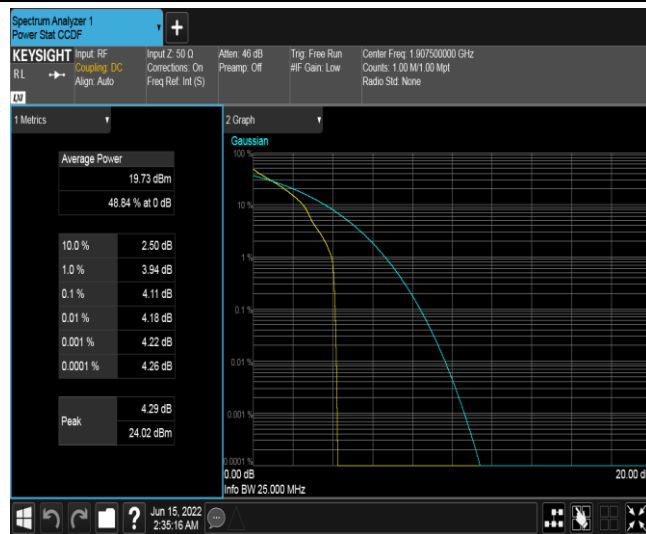 Spectrum Analyzer 1
Power Stat CCDF
+
KEYSIGHT
RL
LXI
Input: RF
Coupling: DC
Align: Auto
Input Z: 50 Ω
Corrections: On
Freq Ref: Int (S)
Atten: 46 dB
Preamp: Off
Trig: Free Run
#IF Gain: Low
Center Freq: 1.907500000 GHz
Counts: 1.00 M/1.00 Mpt
Radio Std: None
1 Metrics
Average Power
19.73 dBm
48.84 % at 0 dB
10.0 % 2.50 dB
1.0 % 3.94 dB
0.1 % 4.11 dB
0.01 % 4.18 dB
0.001 % 4.22 dB
0.0001 % 4.26 dB
Peak 4.29 dB
24.02 dBm
2 Graph
Gaussian
100 %
10 %
1 %
0.1 %
0.01 %
0.001 %
0.0001 %
0.00 dB
20.00 d
Info BW 25.000 MHz
?
Jun 15, 2022
2:35:16 AM